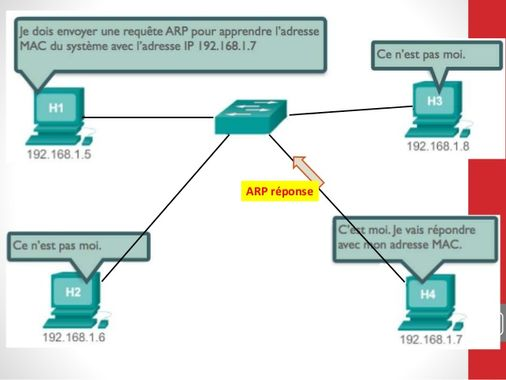 Je dois envoyer une requête ARP pour apprendre l'adresse
MAC du système avec l'adresse IP 192.168.1.7
Ce n'est pas moi.
H1
H3
192.168.1.5
192.168.1.8
ARP réponse
Ce n'est pas moi.
C'est moi. Je vais répondre
avec mon adresse MAC.
H2
H4
192.168.1.6
192.168.1.7